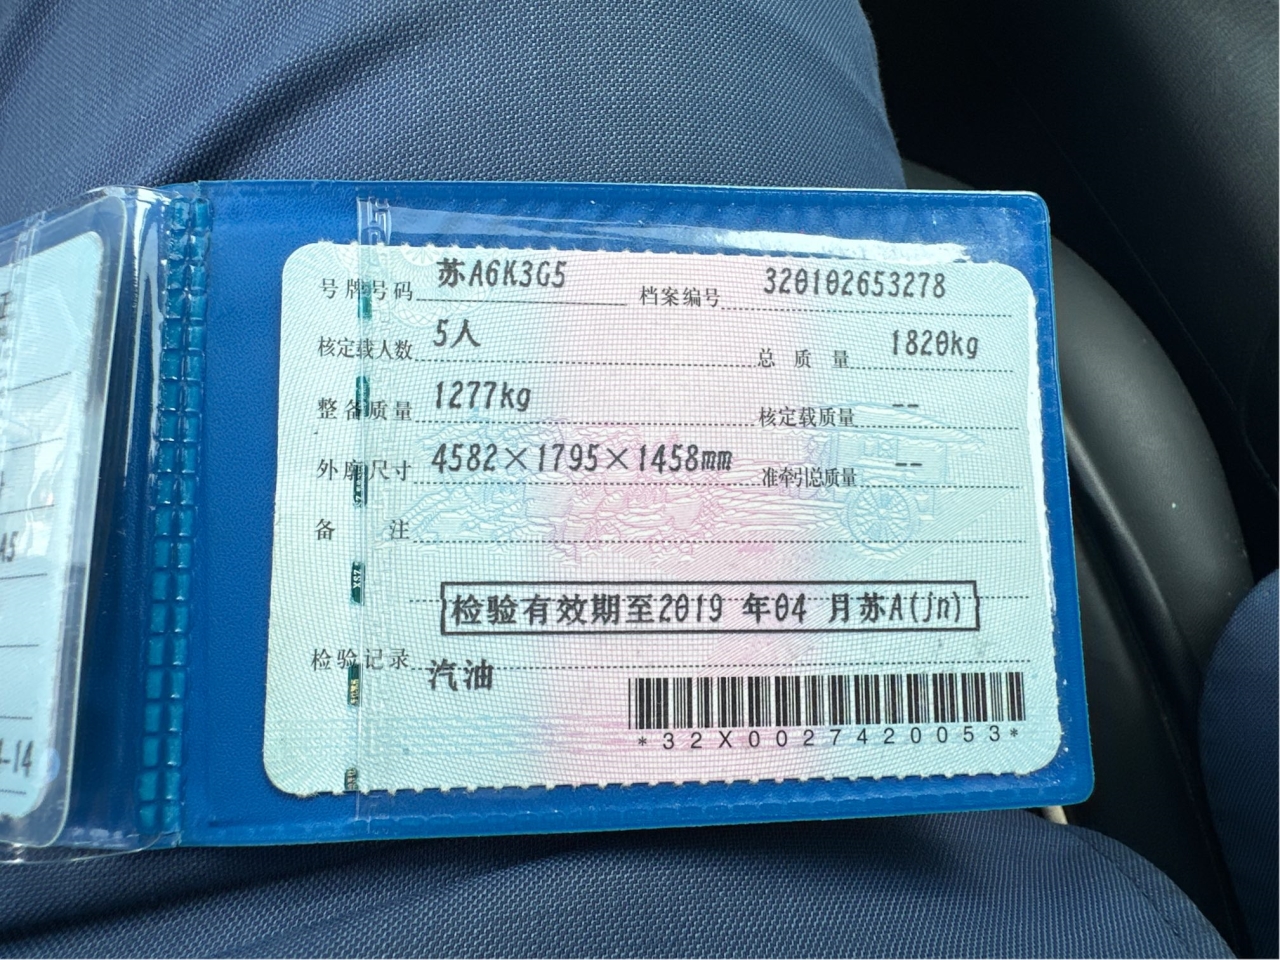 号牌号码 苏A6K3G5 档案编号 320102653278
核定载人数 5人 总质量 1820kg
整备质量 1277kg 核定载质量 --
外廓尺寸 4582×1795×1458mm 准牵引总质量 --
备注
检验有效期至2019 年04 月苏A(jn)
检验记录 汽油
*32X0027420053*
45
-14